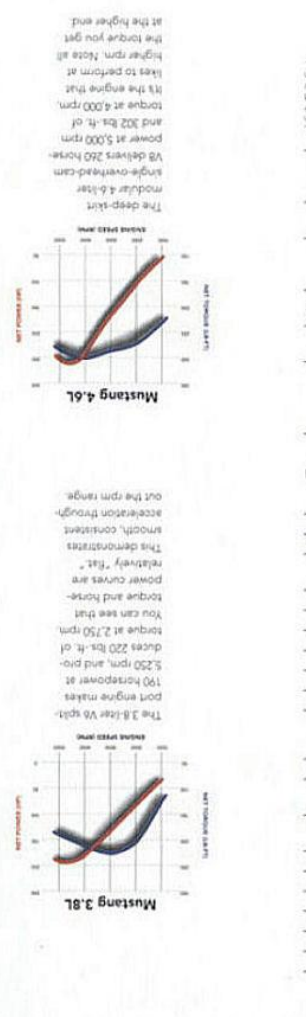 Mustang 3.8L
NET TORQUE (LB-FT)
NET POWER (HP)
ENGINE SPEED (RPM)
The 3.8-liter V6 split-
port engine makes
190 horsepower at
5,250 rpm, and pro-
duces 220 lbs.-ft. of
torque at 2,750 rpm.
You can see that
torque and horse-
power curves are
relatively "flat."
This demonstrates
smooth, consistent
acceleration through-
out the rpm range.
Mustang 4.6L
NET TORQUE (LB-FT)
NET POWER (HP)
ENGINE SPEED (RPM)
The deep-skirt
modular 4.6-liter
single-overhead-cam
V8 delivers 260 horse-
power at 5,000 rpm
and 302 lbs.-ft. of
torque at 4,000 rpm.
It's the engine that
likes to perform at
higher rpm. Note all
the torque you get
at the higher end